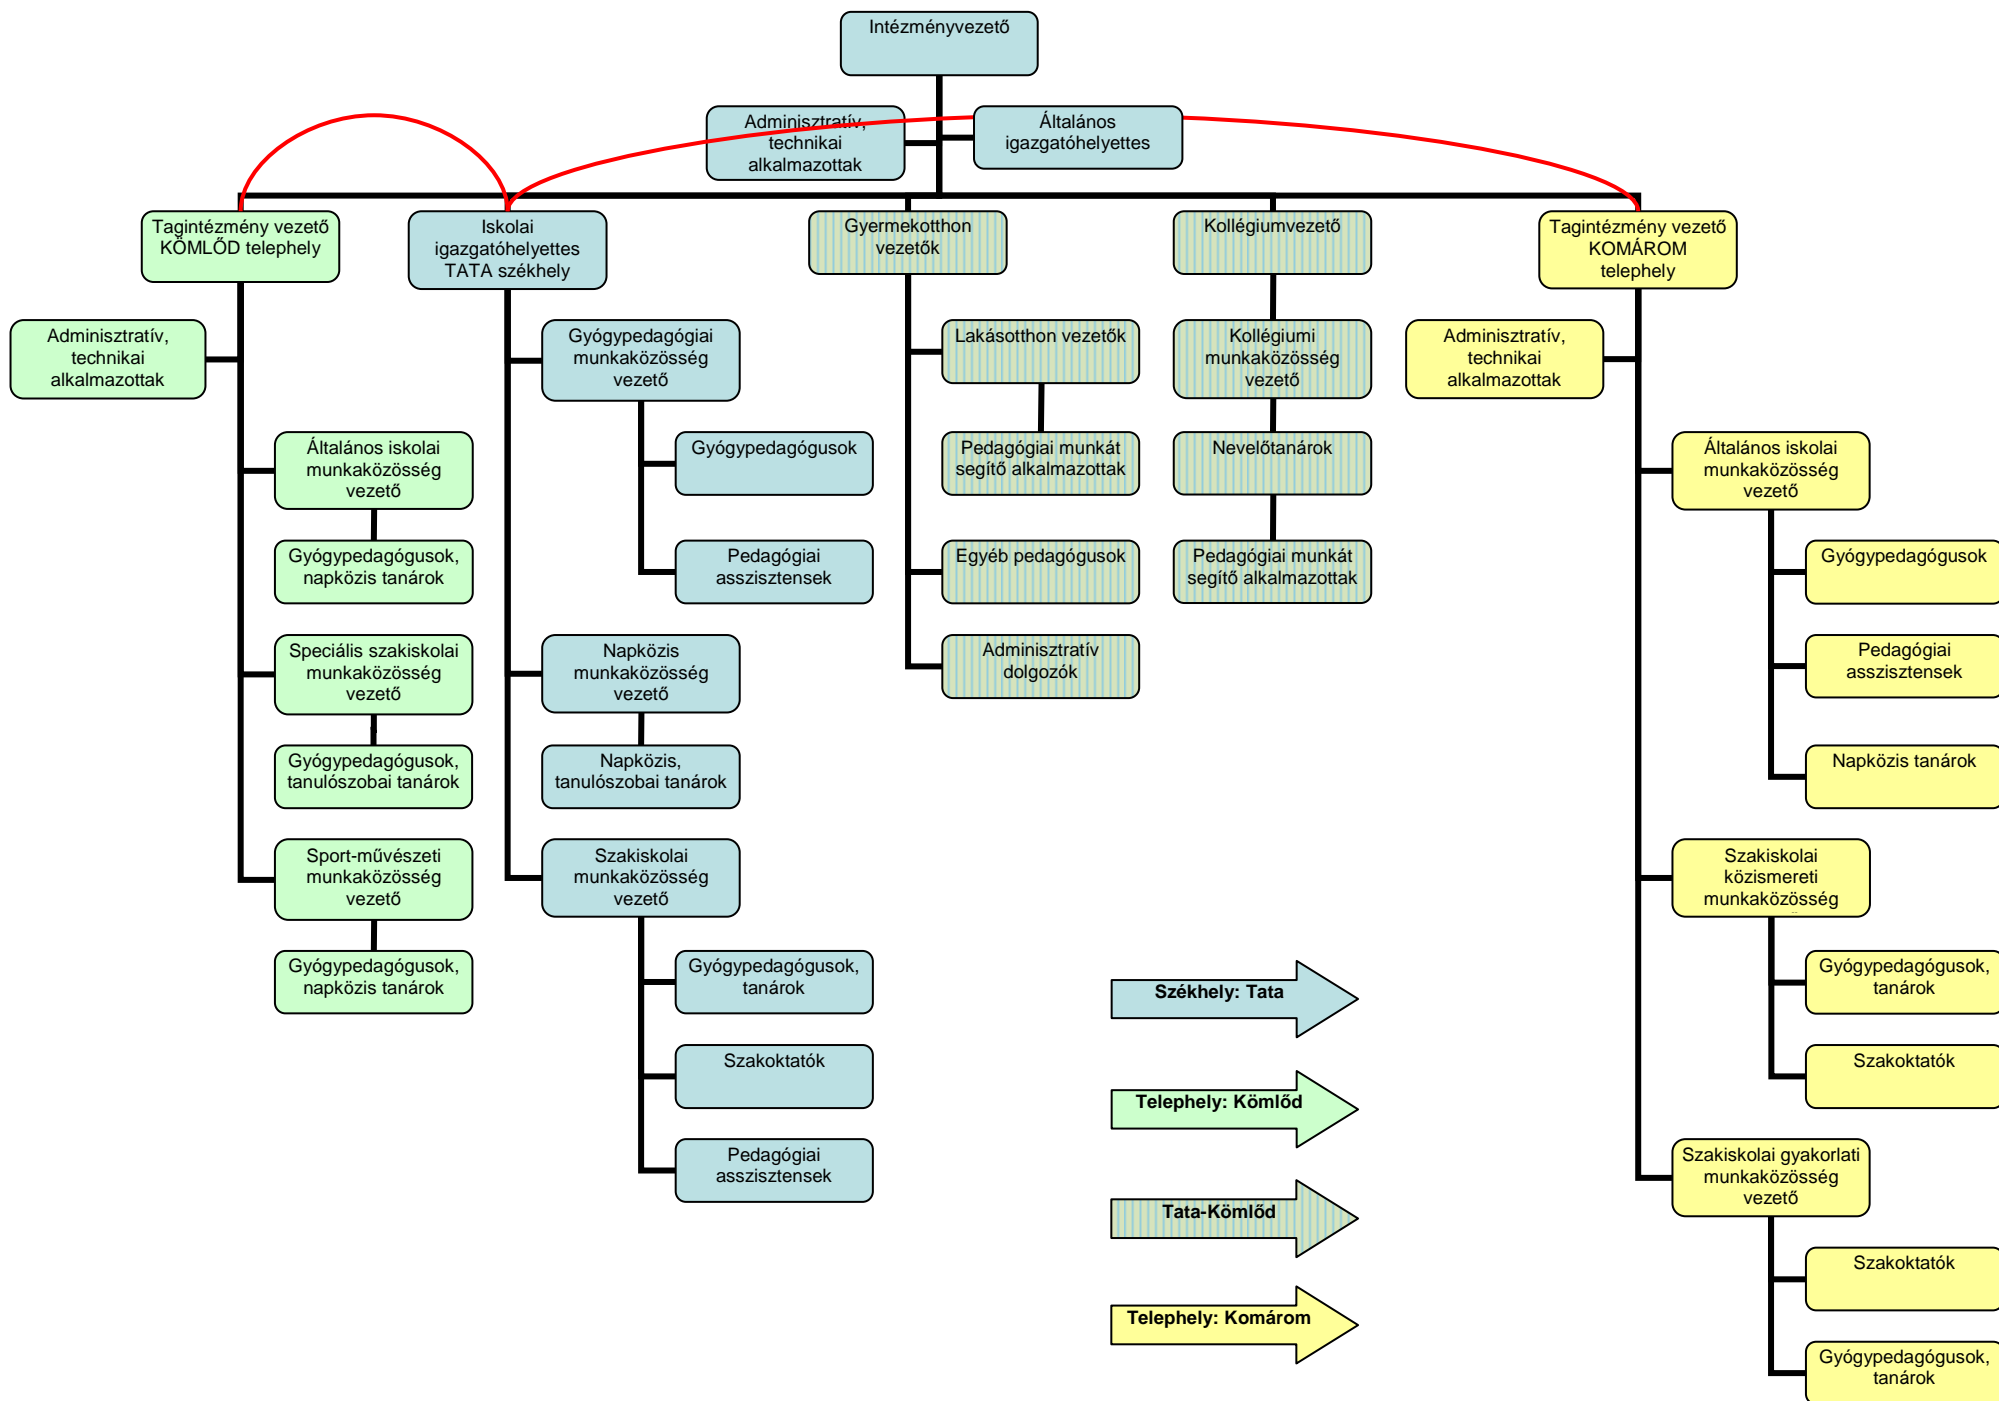 Intézményvezető
Adminisztratív,
technikai
alkalmazottak
Általános
igazgatóhelyettes
Tagintézmény vezető
KÖMLŐD telephely
Iskolai
igazgatóhelyettes
TATA székhely
Gyermekotthon
vezetők
Kollégiumvezető
Tagintézmény vezető
KOMÁROM
telephely
Adminisztratív,
technikai
alkalmazottak
Általános iskolai
munkaközösség
vezető
Gyógypedagógusok,
napközis tanárok
Speciális szakiskolai
munkaközösség
vezető
Gyógypedagógusok,
tanulószobai tanárok
Sport-művészeti
munkaközösség
vezető
Gyógypedagógusok,
napközis tanárok
Gyógypedagógiai
munkaközösség
vezető
Gyógypedagógusok
Pedagógiai
asszisztensek
Napközis
munkaközösség
vezető
Napközis,
tanulószobai tanárok
Szakiskolai
munkaközösség
vezető
Gyógypedagógusok,
tanárok
Szakoktatók
Pedagógiai
asszisztensek
Lakásotthon vezetők
Pedagógiai munkát
segítő alkalmazottak
Egyéb pedagógusok
Adminisztratív
dolgozók
Kollégiumi
munkaközösség
vezető
Nevelőtanárok
Pedagógiai munkát
segítő alkalmazottak
Adminisztratív,
technikai
alkalmazottak
Általános iskolai
munkaközösség
vezető
Gyógypedagógusok
Pedagógiai
asszisztensek
Napközis tanárok
Szakiskolai
közismereti
munkaközösség
Gyógypedagógusok,
tanárok
Szakoktatók
Szakiskolai gyakorlati
munkaközösség
vezető
Szakoktatók
Gyógypedagógusok,
tanárok
Székhely: Tata
Telephely: Kömlőd
Tata-Kömlőd
Telephely: Komárom